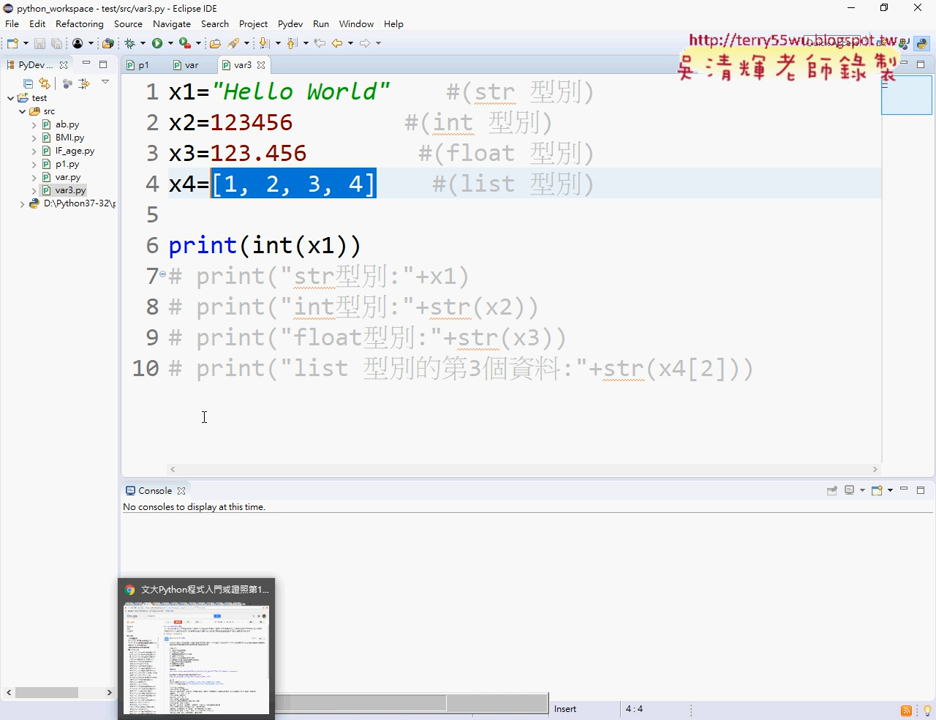 python_workspace - test/src/var3.py - Eclipse IDE
File Edit Refactoring Source Navigate Search Project Pydev Run Window Help
http://terry55wu.blogspot.tw
吳清輝老師錄製
PyDev...
p1
var
var3
test
src
ab.py
BMI.py
IF_age.py
p1.py
var.py
var3.py
D:\Python37-32\p
1 x1="Hello World" #(str 型別)
2 x2=123456 #(int 型別)
3 x3=123.456 #(float 型別)
4 x4=[1, 2, 3, 4] #(list 型別)
5
6 print(int(x1))
7 # print("str型別:"+x1)
8 # print("int型別:"+str(x2))
9 # print("float型別:"+str(x3))
10 # print("list 型別的第3個資料:"+str(x4[2]))
Console
No consoles to display at this time.
文大Python程式入門或證照第1...
Insert
4 : 4